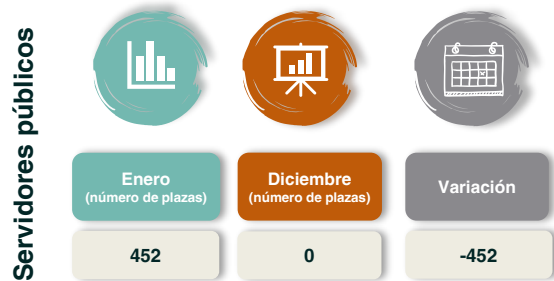 Servidores públicos
Enero
(número de plazas)
Diciembre
(número de plazas)
Variación
452
0
-452